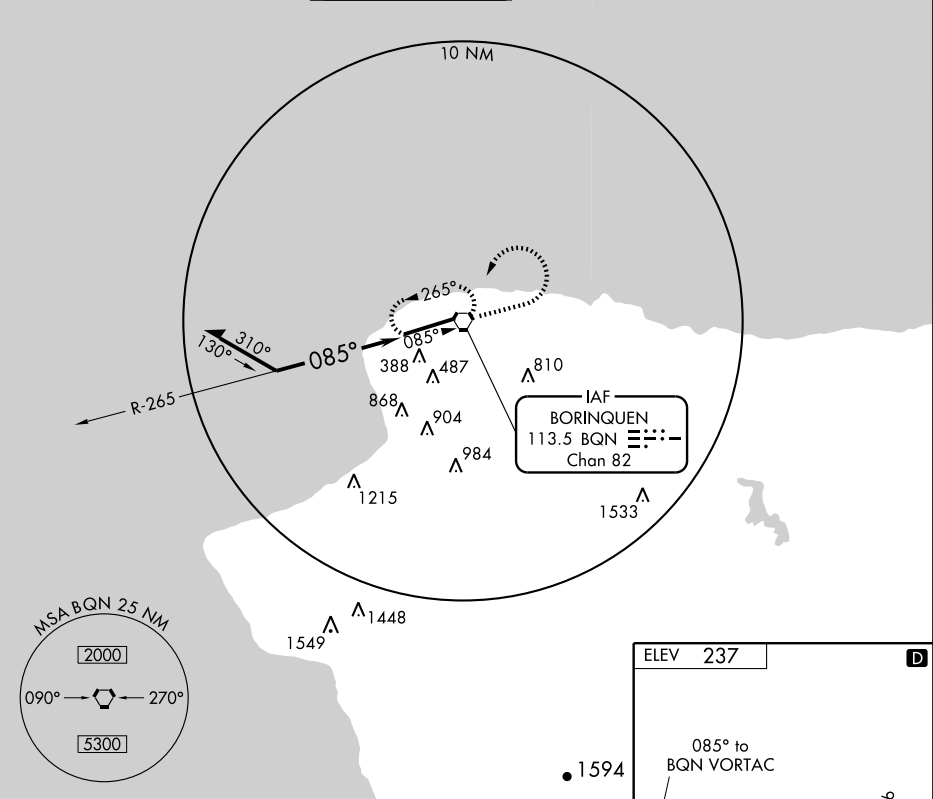 10 NM
265°
310°
130°
085°
085°
388
487
810
R-265
868
904
IAF
BORINQUEN
113.5 BQN
Chan 82
984
1215
1533
MSA BQN 25 NM
1448
1549
2000
ELEV 237
D
090°
270°
5300
085° to
BQN VORTAC
1594